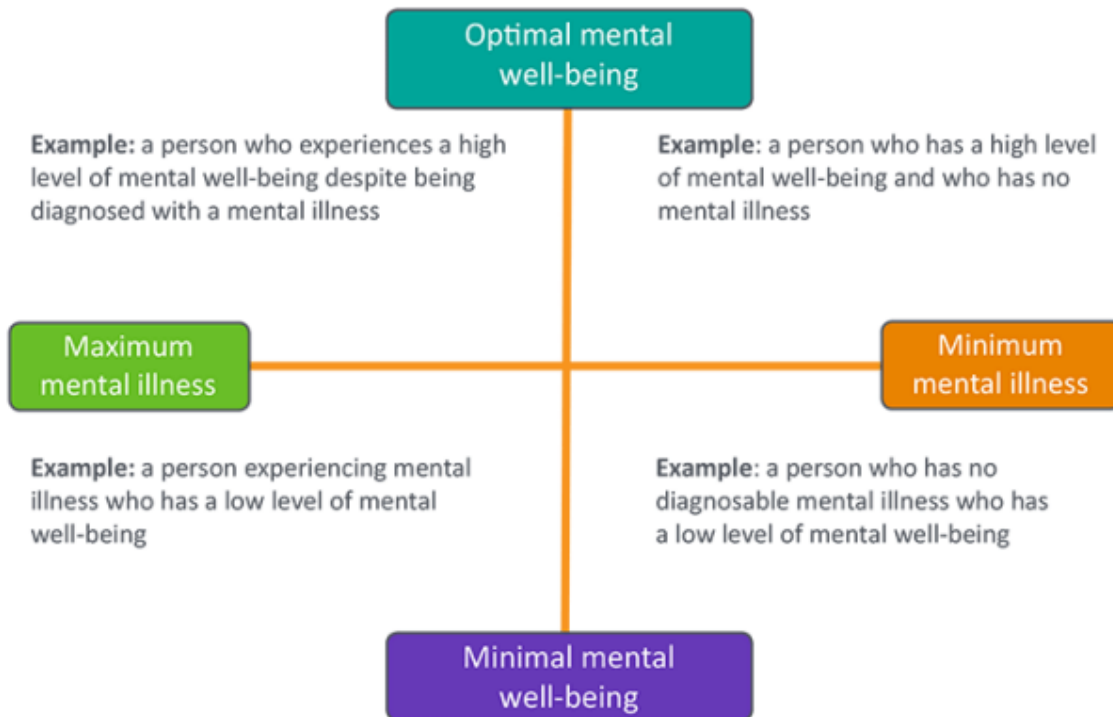 Optimal mental
well-being
Example: a person who experiences a high
level of mental well-being despite being
diagnosed with a mental illness
Example: a person who has a high level
of mental well-being and who has no
mental illness
Maximum
mental illness
Minimum
mental illness
Example: a person experiencing mental
illness who has a low level of mental
well-being
Example: a person who has no
diagnosable mental illness who has
a low level of mental well-being
Minimal mental
well-being